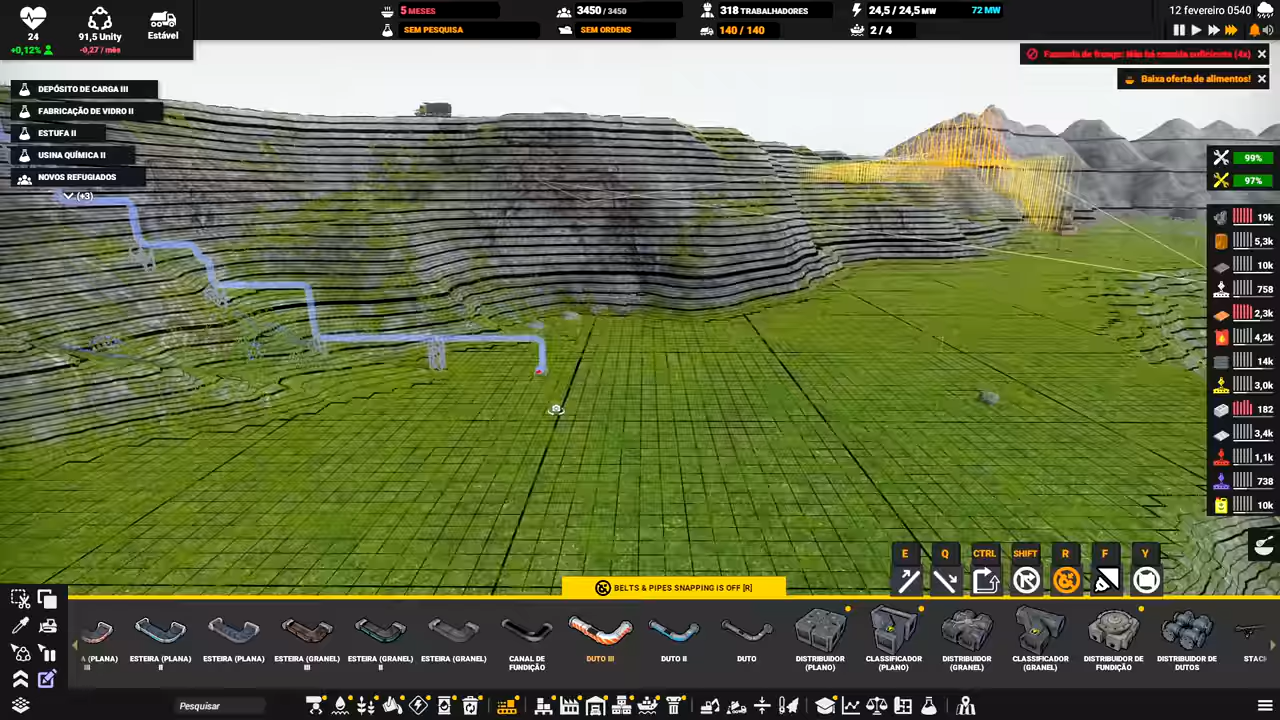 24
+0,12%
91,5 Unity
-0,27 / mês
Estável
5 MESES
SEM PESQUISA
3450 / 3450
SEM ORDENS
318 TRABALHADORES
140 / 140
24,5 / 24,5 MW
72 MW
2 / 4
12 fevereiro 0540
Fazenda de frango: Não há comida suficiente (4x)
Baixa oferta de alimentos!
DEPÓSITO DE CARGA III
FABRICAÇÃO DE VIDRO II
ESTUFA II
USINA QUÍMICA II
NOVOS REFUGIADOS
(+3)
99%
97%
19k
5,3k
10k
758
2,3k
4,2k
14k
3,0k
182
3,4k
1,1k
738
10k
E
Q
CTRL
SHIFT
R
F
Y
BELTS & PIPES SNAPPING IS OFF [R]
A (PLANA) III
ESTEIRA (PLANA) II
ESTEIRA (PLANA)
ESTEIRA (GRANEL) III
ESTEIRA (GRANEL) II
ESTEIRA (GRANEL)
CANAL DE FUNDIÇÃO
DUTO III
DUTO II
DUTO
DISTRIBUIDOR (PLANO)
CLASSIFICADOR (PLANO)
DISTRIBUIDOR (GRANEL)
CLASSIFICADOR (GRANEL)
DISTRIBUIDOR DE FUNDIÇÃO
DISTRIBUIDOR DE DUTOS
STAC
Pesquisar